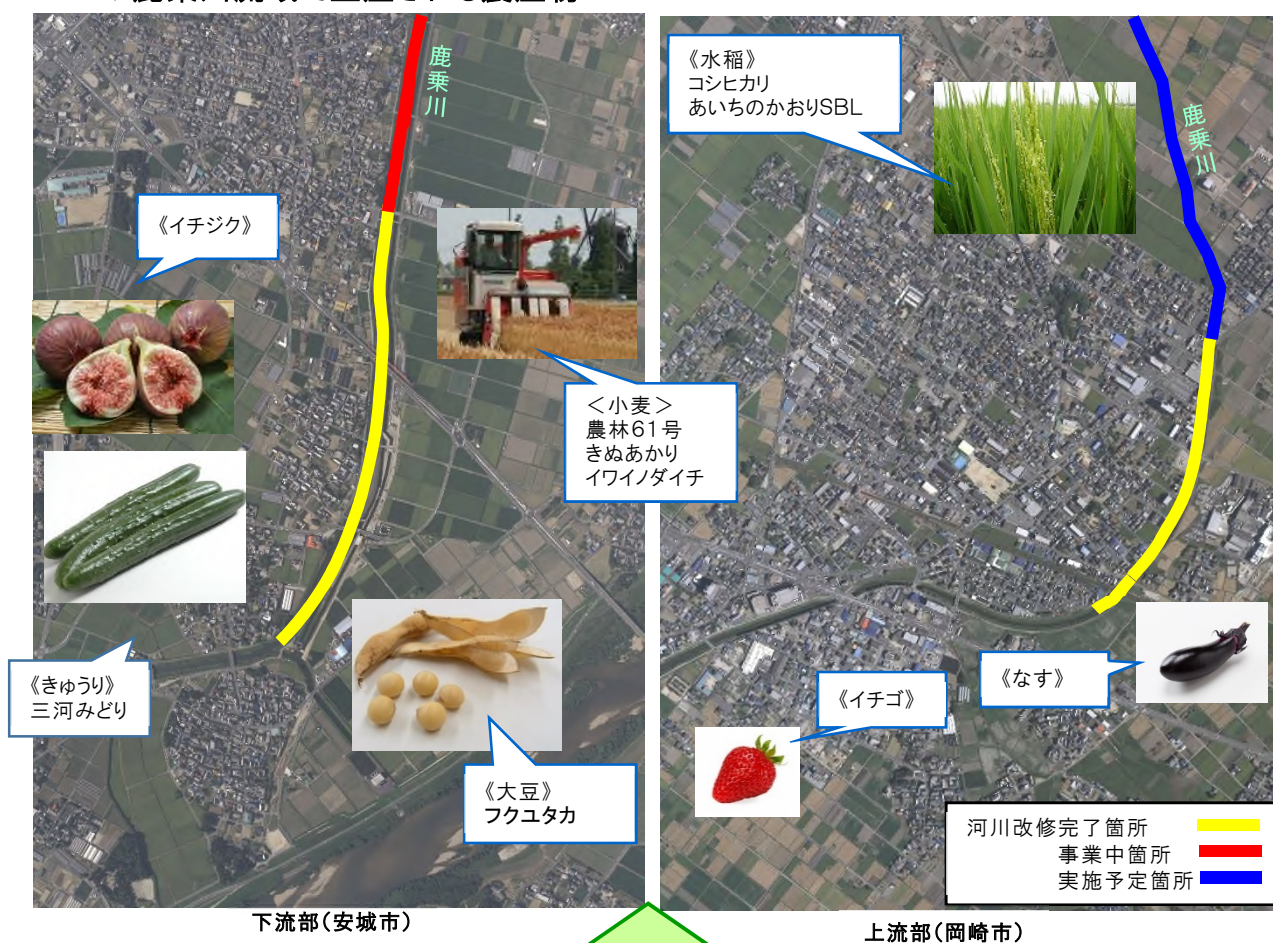 鹿乗川
《イチジク》
＜小麦＞
農林61号
きぬあかり
イワイノダイチ
《きゅうり》
三河みどり
《大豆》
フクユタカ
下流部(安城市)
《水稲》
コシヒカリ
あいちのかおりSBL
鹿乗川
《なす》
《イチゴ》
河川改修完了箇所
事業中箇所
実施予定箇所
上流部(岡崎市)